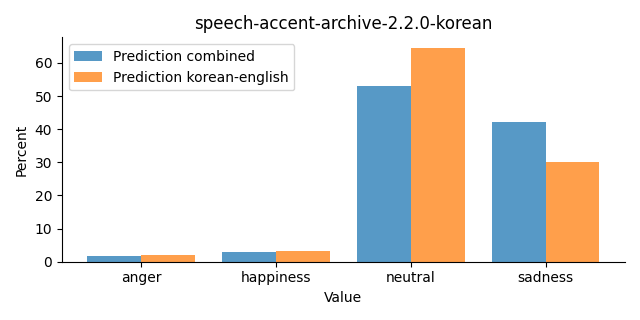 speech-accent-archive-2.2.0-korean
Prediction combined
Prediction korean-english
Percent
60
50
40
30
20
10
0
anger happiness neutral sadness
Value